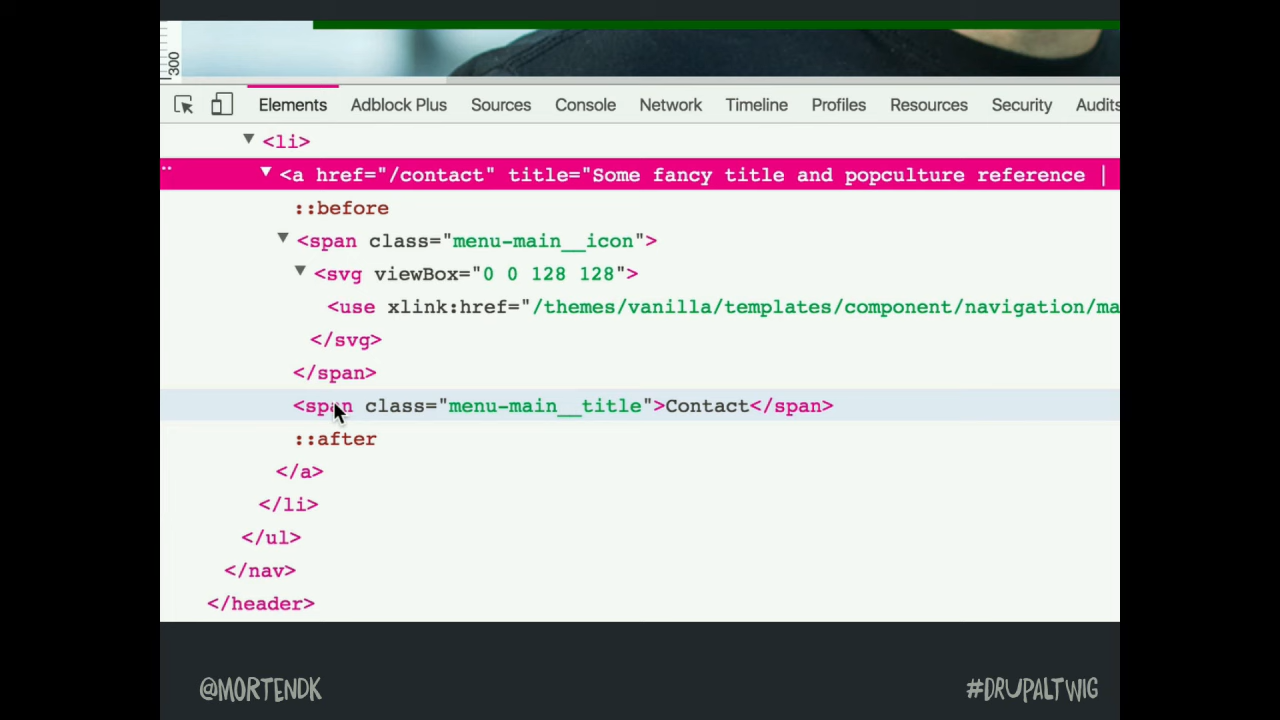 300
Elements Adblock Plus Sources Console Network Timeline Profiles Resources Security Audits
<li>
<a href="/contact" title="Some fancy title and popculture reference |
::before
<span class="menu-main__icon">
<svg viewBox="0 0 128 128">
<use xlink:href="/themes/vanilla/templates/component/navigation/ma
</svg>
</span>
<span class="menu-main__title">Contact</span>
::after
</a>
</li>
</ul>
</nav>
</header>
@MORTENDK #DRUPALTWIG